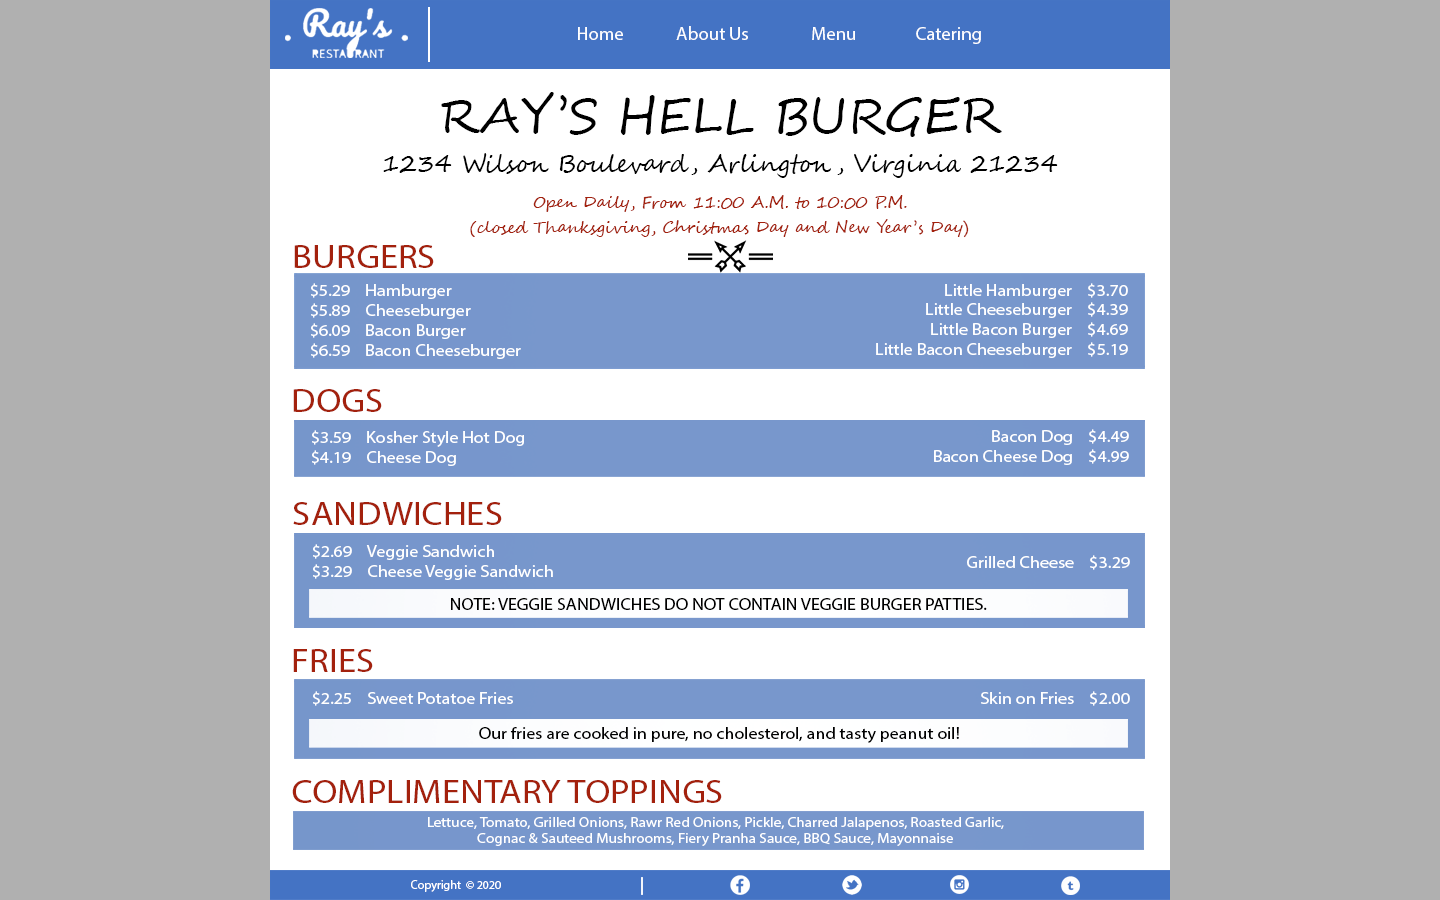 Ray's
RESTAURANT
Home About Us Menu Catering
RAY'S HELL BURGER
1234 Wilson Boulevard, Arlington, Virginia 21234
Open Daily, From 11:00 A.M. to 10:00 P.M.
(closed Thanksgiving, Christmas Day and New Year's Day)
BURGERS
$5.29 Hamburger Little Hamburger $3.70
$5.89 Cheeseburger Little Cheeseburger $4.39
$6.09 Bacon Burger Little Bacon Burger $4.69
$6.59 Bacon Cheeseburger Little Bacon Cheeseburger $5.19
DOGS
$3.59 Kosher Style Hot Dog Bacon Dog $4.49
$4.19 Cheese Dog Bacon Cheese Dog $4.99
SANDWICHES
$2.69 Veggie Sandwich
Grilled Cheese $3.29
$3.29 Cheese Veggie Sandwich
NOTE: VEGGIE SANDWICHES DO NOT CONTAIN VEGGIE BURGER PATTIES.
FRIES
$2.25 Sweet Potatoe Fries Skin on Fries $2.00
Our fries are cooked in pure, no cholesterol, and tasty peanut oil!
COMPLIMENTARY TOPPINGS
Lettuce, Tomato, Grilled Onions, Rawr Red Onions, Pickle, Charred Jalapenos, Roasted Garlic,
Cognac & Sauteed Mushrooms, Fiery Pranha Sauce, BBQ Sauce, Mayonnaise
Copyright © 2020